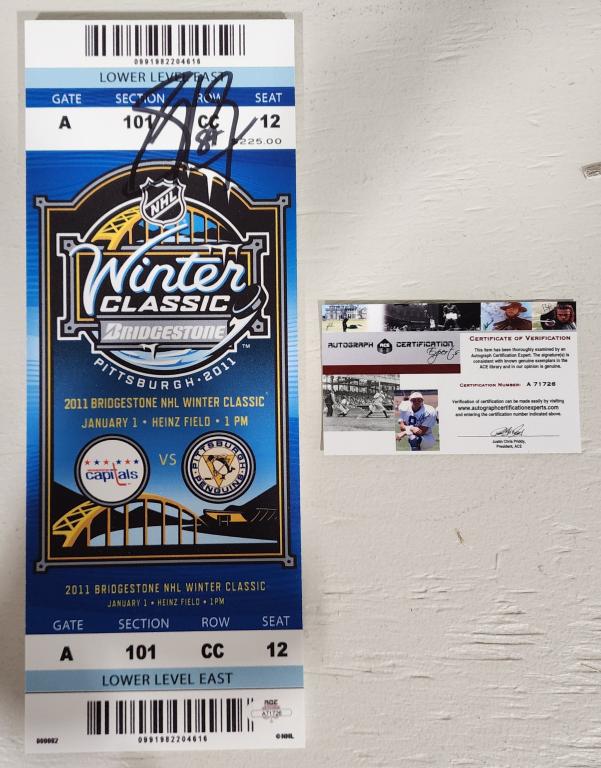 0991982204616
LOWER LEVEL EAST
GATE SECTION ROW SEAT
A 101 CC 12
$225.00
NHL
Winter
CLASSIC
BRIDGESTONE TM
PITTSBURGH • 2011
2011 BRIDGESTONE NHL WINTER CLASSIC
JANUARY 1 • HEINZ FIELD • 1 PM
capitals
VS
PITTSBURGH
PENGUINS
2011 BRIDGESTONE NHL WINTER CLASSIC
JANUARY 1 • HEINZ FIELD • 1PM
GATE SECTION ROW SEAT
A 101 CC 12
LOWER LEVEL EAST
ACE
A71726
000002
0991982204616
©NHL
AUTOGRAPH ACE CERTIFICATION
Experts
CERTIFICATE OF VERIFICATION
This item has been thoroughly examined by an
Autograph Certification Expert. The signature(s) is
consistent with known genuine exemplars in the
ACE library and in our opinion is genuine.
CERTIFICATION NUMBER: A 71726
Verification of certification can be made easily by visiting
www.autographcertificationexperts.com
and entering the certification number indicated above.
Justin Chris Priddy,
President, ACE